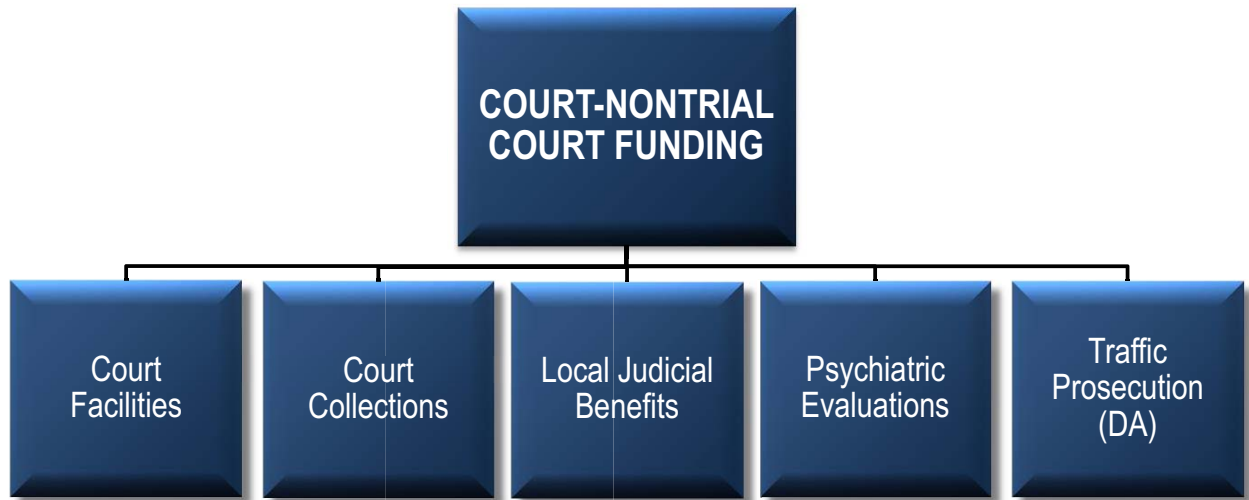 COURT-NONTRIAL
COURT FUNDING
Court
Facilities
Court
Collections
Local Judicial
Benefits
Psychiatric
Evaluations
Traffic
Prosecution
(DA)